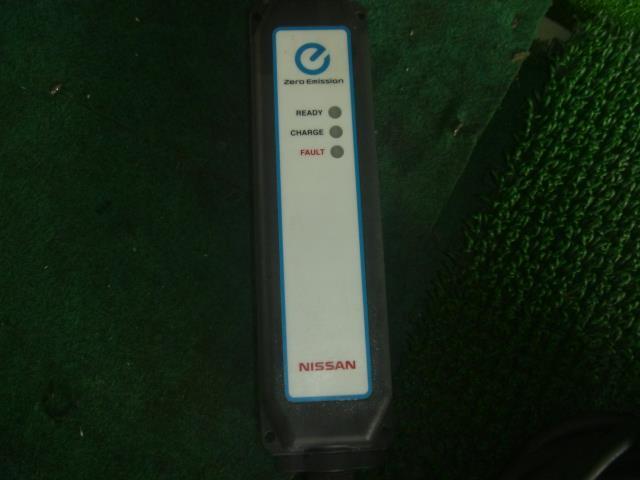 Zero Emission
READY
CHARGE
FAULT
NISSAN